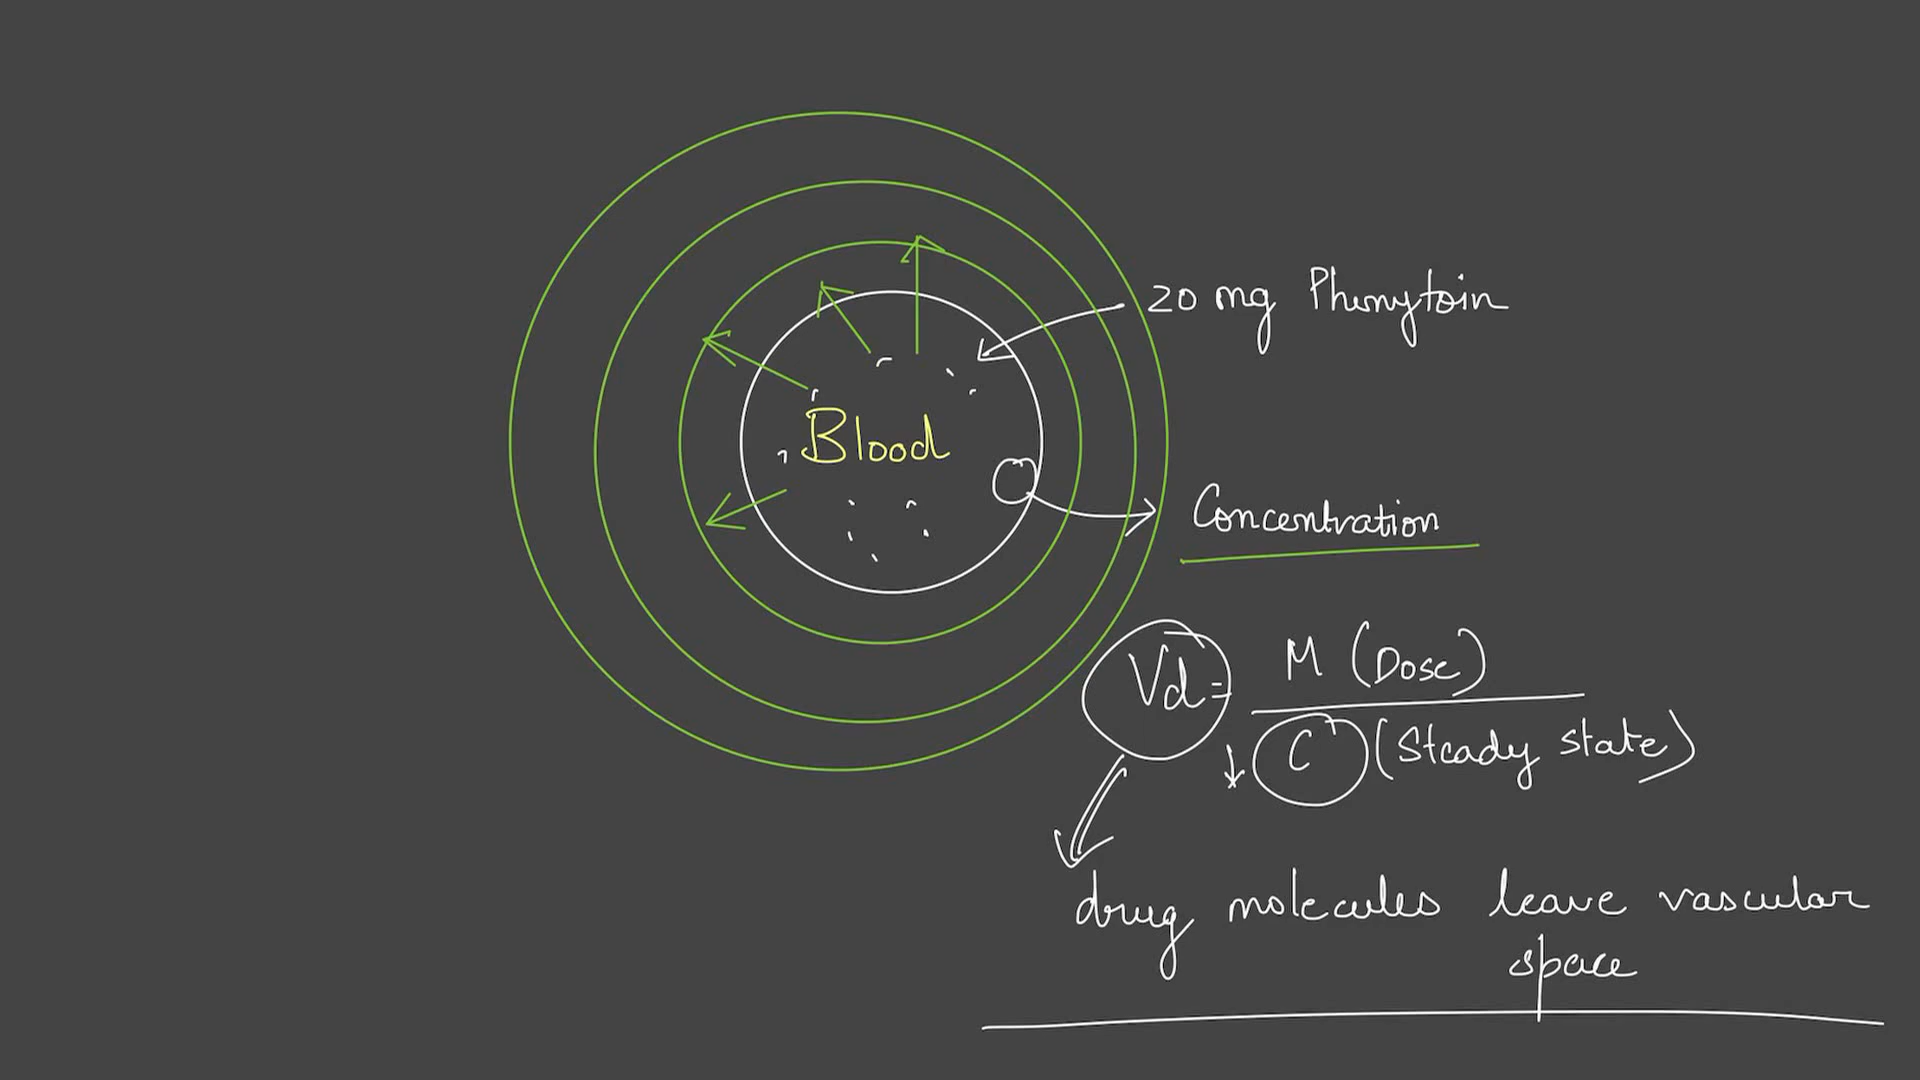 20 mg Phenytoin
Blood
Concentration
Vd = M (Dose)
↓ C (Steady state)
drug molecules leave vascular
space